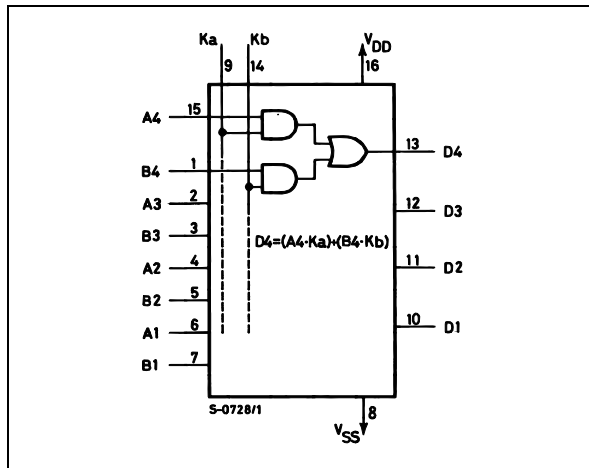 Ka Kb VDD
9 14 16
A4 15
13 D4
B4 1
A3 2
12 D3
B3 3
D4=(A4·Ka)+(B4·Kb)
A2 4
11 D2
B2 5
A1 6
10 D1
B1 7
S-0728/1
8
VSS